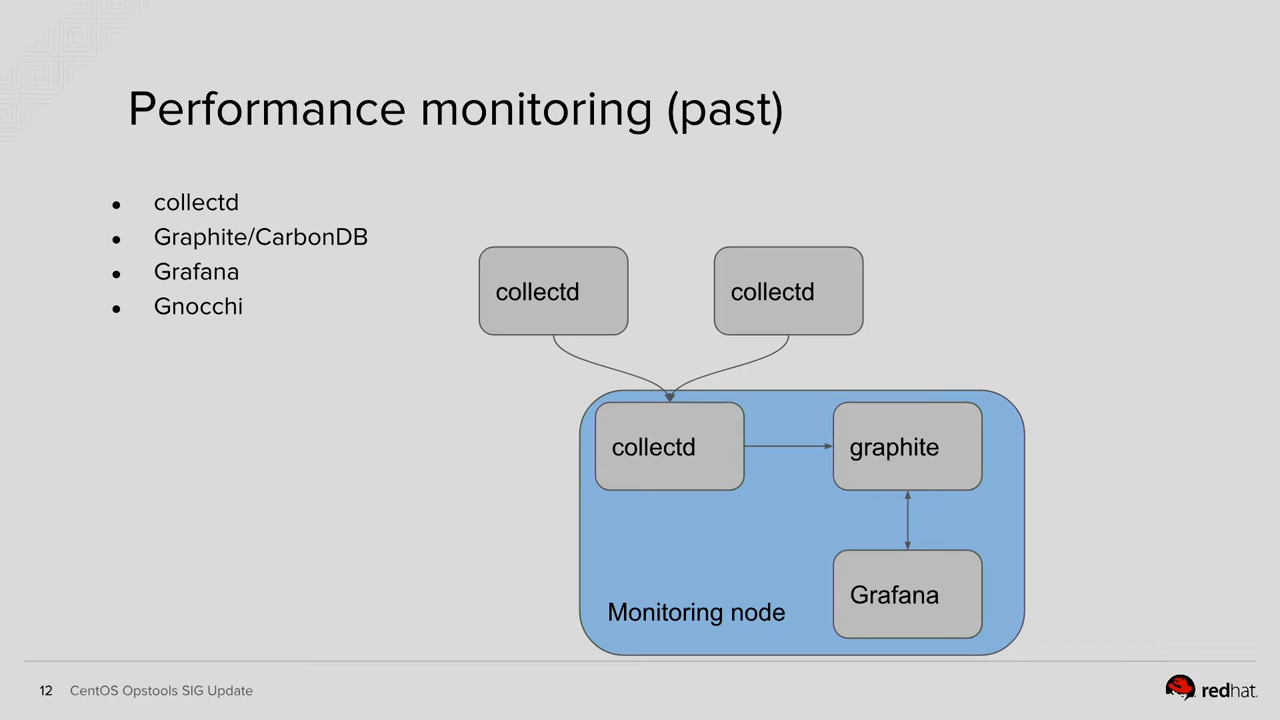 Performance monitoring (past)
● collectd
● Graphite/CarbonDB
● Grafana
● Gnocchi
collectd
collectd
collectd
graphite
Grafana
Monitoring node
12 CentOS Opstools SIG Update
redhat.